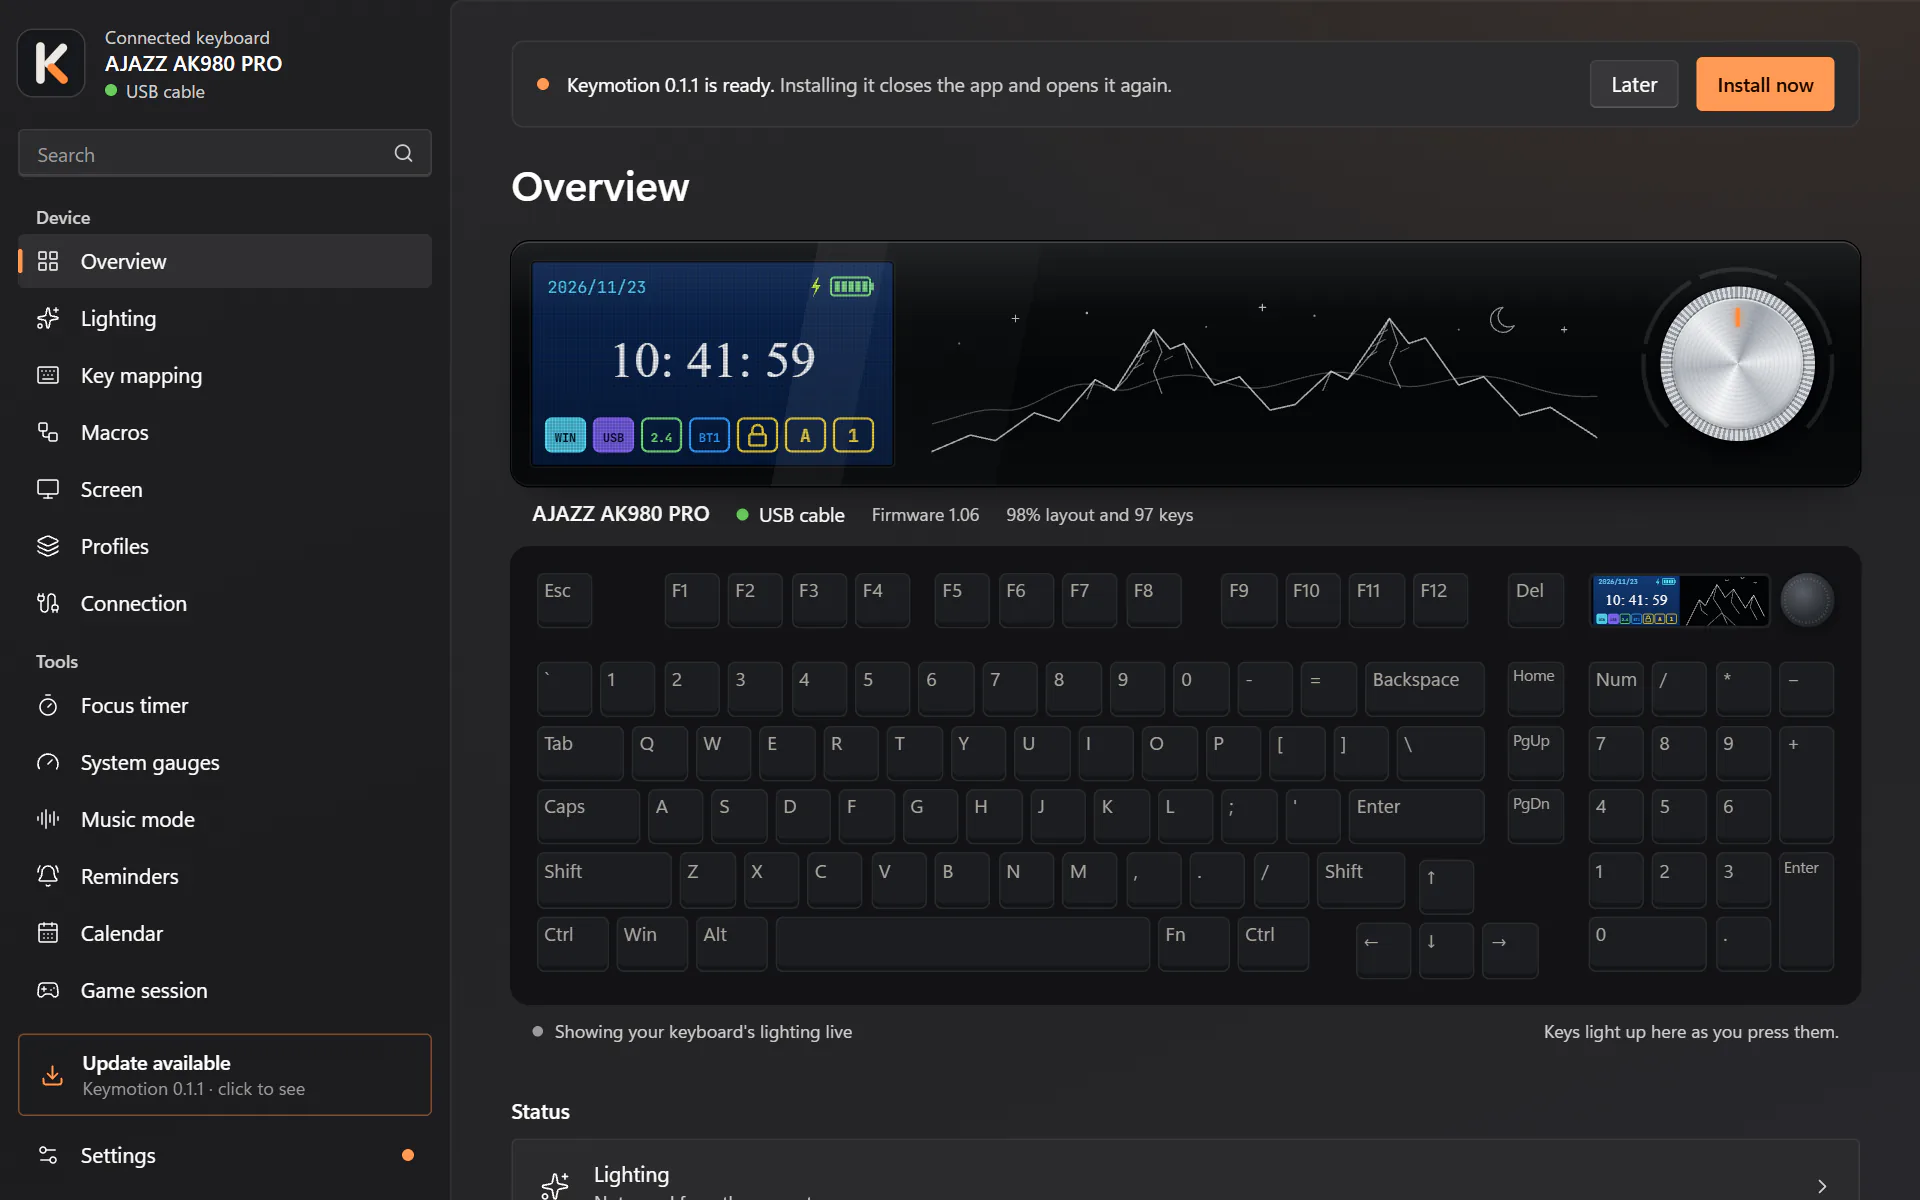 Connected keyboard
AJAZZ AK980 PRO
USB cable
Search
Device
Overview
Lighting
Key mapping
Macros
Screen
Profiles
Connection
Tools
Focus timer
System gauges
Music mode
Reminders
Calendar
Game session
Update available
Keymotion 0.1.1 · click to see
Settings
Keymotion 0.1.1 is ready. Installing it closes the app and opens it again.
Later
Install now
Overview
2026/11/23
10: 41: 59
WIN USB 2.4 BT1 A 1
AJAZZ AK980 PRO USB cable Firmware 1.06 98% layout and 97 keys
Esc F1 F2 F3 F4 F5 F6 F7 F8 F9 F10 F11 F12 Del
2026/11/23
10: 41: 59
` 1 2 3 4 5 6 7 8 9 0 - = Backspace Home Num / * −
Tab Q W E R T Y U I O P [ ] \ PgUp 7 8 9 +
Caps A S D F G H J K L ; ' Enter PgDn 4 5 6
Shift Z X C V B N M , . / Shift ↑ 1 2 3 Enter
Ctrl Win Alt Fn Ctrl ← ↓ → 0 .
Showing your keyboard's lighting live
Keys light up here as you press them.
Status
Lighting